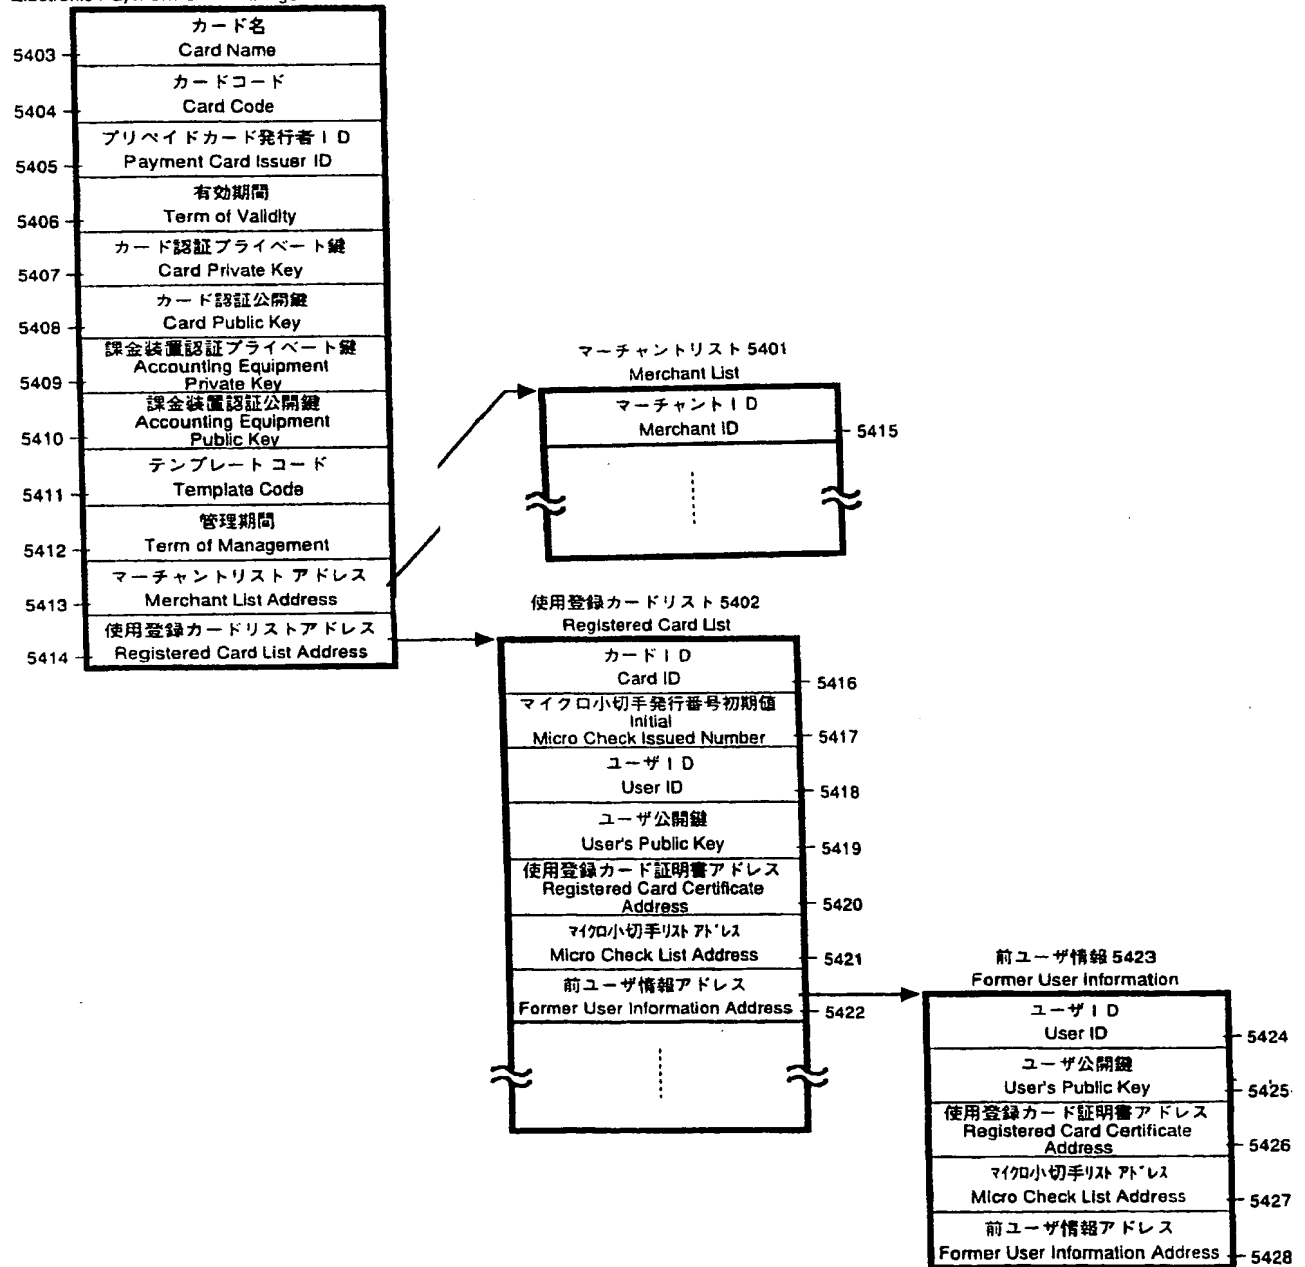 カード名
Card Name
5403
カードコード
Card Code
5404
プリペイドカード発行者ＩＤ
Payment Card Issuer ID
5405
有効期間
Term of Validity
5406
カード認証プライベート鍵
Card Private Key
5407
カード認証公開鍵
Card Public Key
5408
課金装置認証プライベート鍵
Accounting Equipment
Private Key
5409
課金装置認証公開鍵
Accounting Equipment
Public Key
5410
テンプレート コード
Template Code
5411
管理期間
Term of Management
5412
マーチャントリスト アドレス
Merchant List Address
5413
使用登録カードリストアドレス
Registered Card List Address
5414
マーチャントリスト 5401
Merchant List
マーチャントＩＤ
Merchant ID
5415
使用登録カードリスト 5402
Registered Card List
カードＩＤ
Card ID
5416
マイクロ小切手発行番号初期値
Initial
Micro Check Issued Number
5417
ユーザＩＤ
User ID
5418
ユーザ公開鍵
User's Public Key
5419
使用登録カード証明書アドレス
Registered Card Certificate
Address
5420
マイクロ小切手リスト アドレス
Micro Check List Address
5421
前ユーザ情報アドレス
Former User Information Address
5422
前ユーザ情報 5423
Former User Information
ユーザＩＤ
User ID
5424
ユーザ公開鍵
User's Public Key
5425
使用登録カード証明書アドレス
Registered Card Certificate
Address
5426
マイクロ小切手リスト アドレス
Micro Check List Address
5427
前ユーザ情報アドレス
Former User Information Address
5428